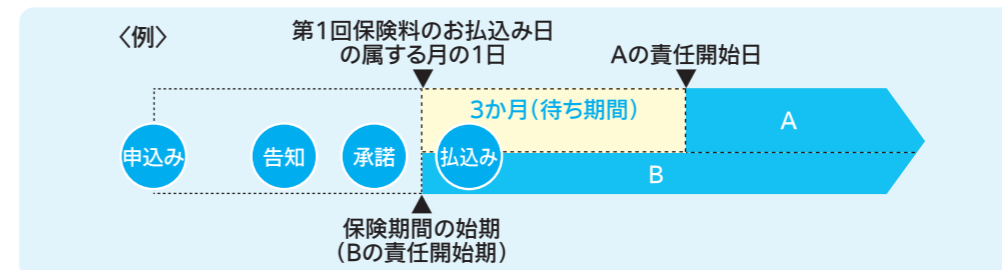 〈例〉
第1回保険料のお払込み日
の属する月の1日
Aの責任開始日
3か月(待ち期間)
A
申込み
告知
承諾
払込み
B
保険期間の始期
(Bの責任開始期)